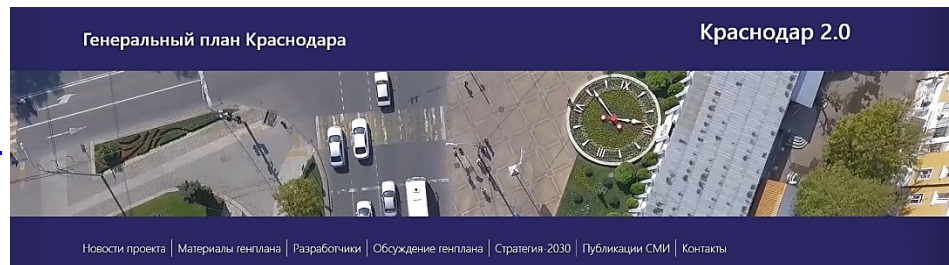 Генеральный план Краснодара
Краснодар 2.0
Новости проекта | Материалы генплана | Разработчики | Обсуждение генплана | Стратегия-2030 | Публикации СМИ | Контакты